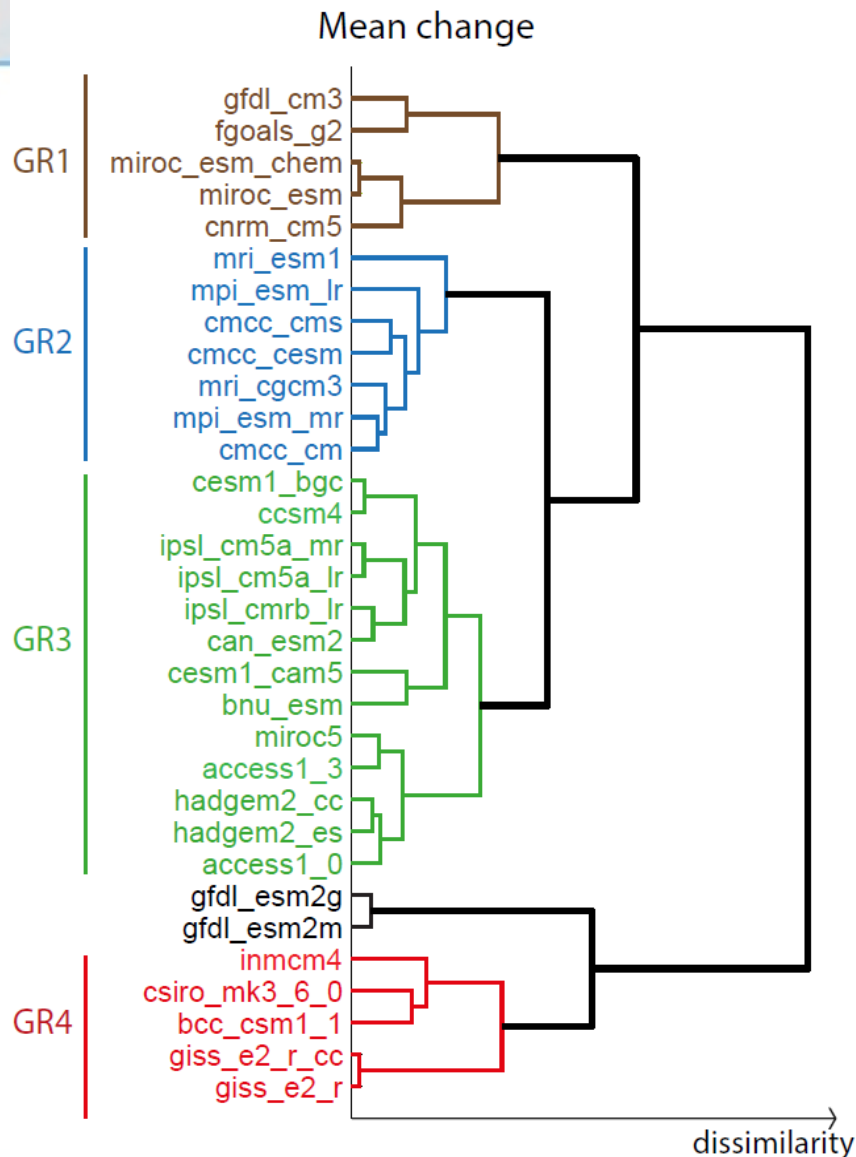 Mean change
GR1
gfdl_cm3
fgoals_g2
miroc_esm_chem
miroc_esm
cnrm_cm5
GR2
mri_esm1
mpi_esm_lr
cmcc_cms
cmcc_cesm
mri_cgcm3
mpi_esm_mr
cmcc_cm
GR3
cesm1_bgc
ccsm4
ipsl_cm5a_mr
ipsl_cm5a_lr
ipsl_cmrb_lr
can_esm2
cesm1_cam5
bnu_esm
miroc5
access1_3
hadgem2_cc
hadgem2_es
access1_0
gfdl_esm2g
gfdl_esm2m
GR4
inmcm4
csiro_mk3_6_0
bcc_csm1_1
giss_e2_r_cc
giss_e2_r
dissimilarity